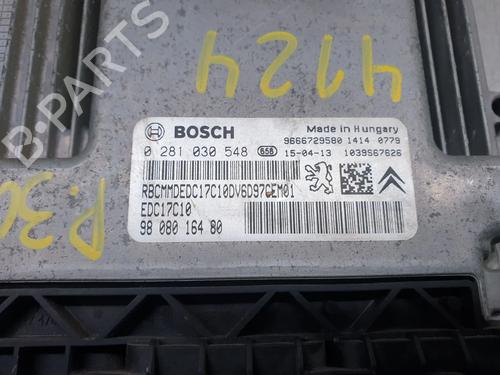 4124
BOSCH
Made in Hungary
9666729580 1414 0779
0 281 030 548 658 15-04-13 1039S67626
RBCMMDEDC17C10DV6D97CEM01
EDC17C10
98 080 164 80
B-PARTS